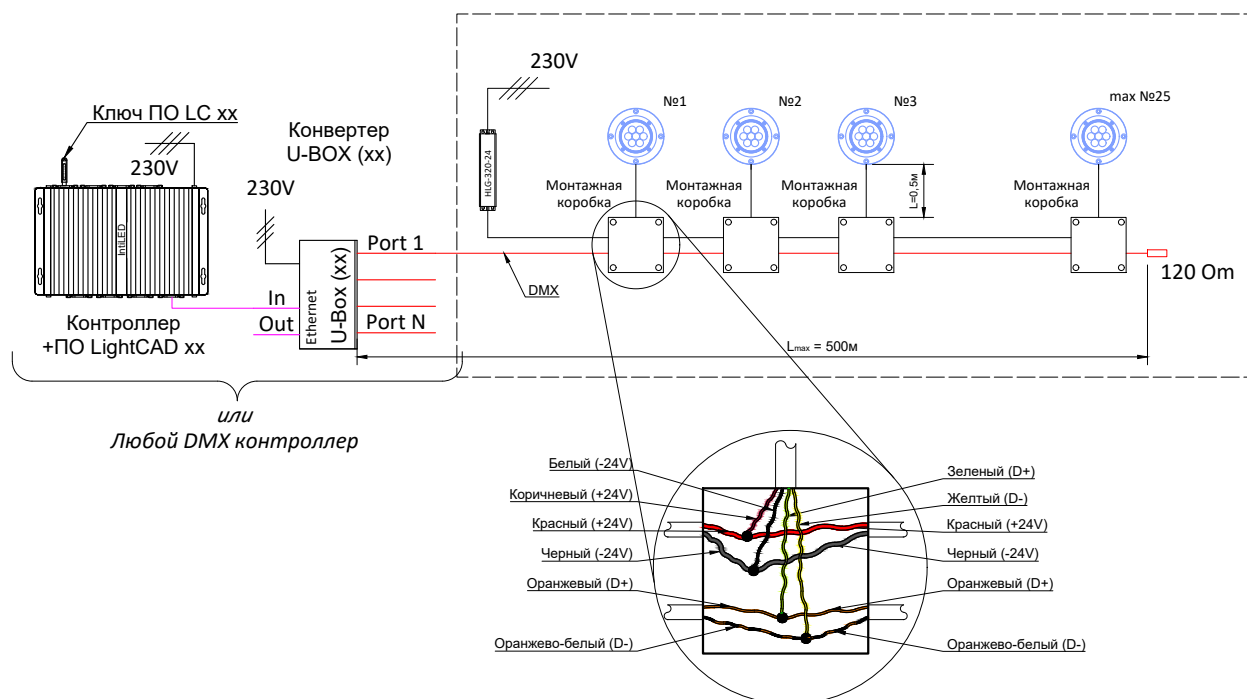 230V
№1
№2
№3
max №25
Ключ ПО LC xx
230V
Конвертер
U-BOX (xx)
230V
HLG-320-24
Монтажная
коробка
Монтажная
коробка
Монтажная
коробка
Монтажная
коробка
L=0,5м
IntiLED
Port 1
In
Out
Ethernet
U-Box (xx)
Port N
DMX
120 Om
Контроллер
+ПО LightCAD xx
Lmax = 500м
или
Любой DMX контроллер
Белый (-24V)
Коричневый (+24V)
Красный (+24V)
Черный (-24V)
Оранжевый (D+)
Оранжево-белый (D-)
Зеленый (D+)
Желтый (D-)
Красный (+24V)
Черный (-24V)
Оранжевый (D+)
Оранжево-белый (D-)